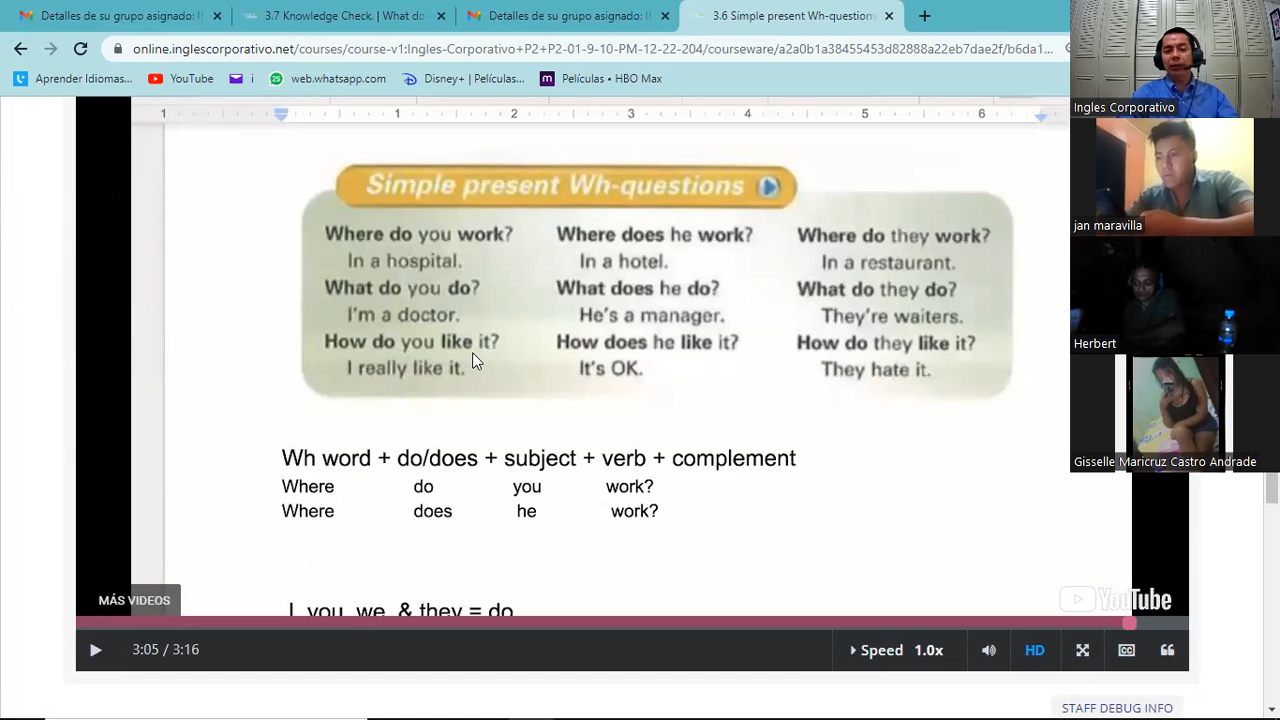 Detalles de su grupo asignado: I
3.7 Knowledge Check. | What do
Detalles de su grupo asignado: I
3.6 Simple present Wh-question
online.inglescorporativo.net/courses/course-v1:Ingles-Corporativo+P2+P2-01-9-10-PM-12-22-204/courseware/
Aprender Idiomas...
YouTube
i
web.whatsapp.com
Disney+ - Películas...
Películas • HBO Max
Ingles Corporativo
jan maravilla
Herbert
Gisselle Maricruz Castro Andrade
1 1 2 3 4 5 6
Simple present Wh-questions
Where do you work? Where does he work? Where do they work?
In a hospital. In a hotel. In a restaurant.
What do you do? What does he do? What do they do?
I'm a doctor. He's a manager. They're waiters.
How do you like it? How does he like it? How do they like it?
I really like it. It's OK. They hate it.
Wh word + do/does + subject + verb + complement
Where do you work?
Where does he work?
I, you, we, & they = do
MÁS VIDEOS
YouTube
3:05 / 3:16
Speed 1.0x
HD
CC
STAFF DEBUG INFO